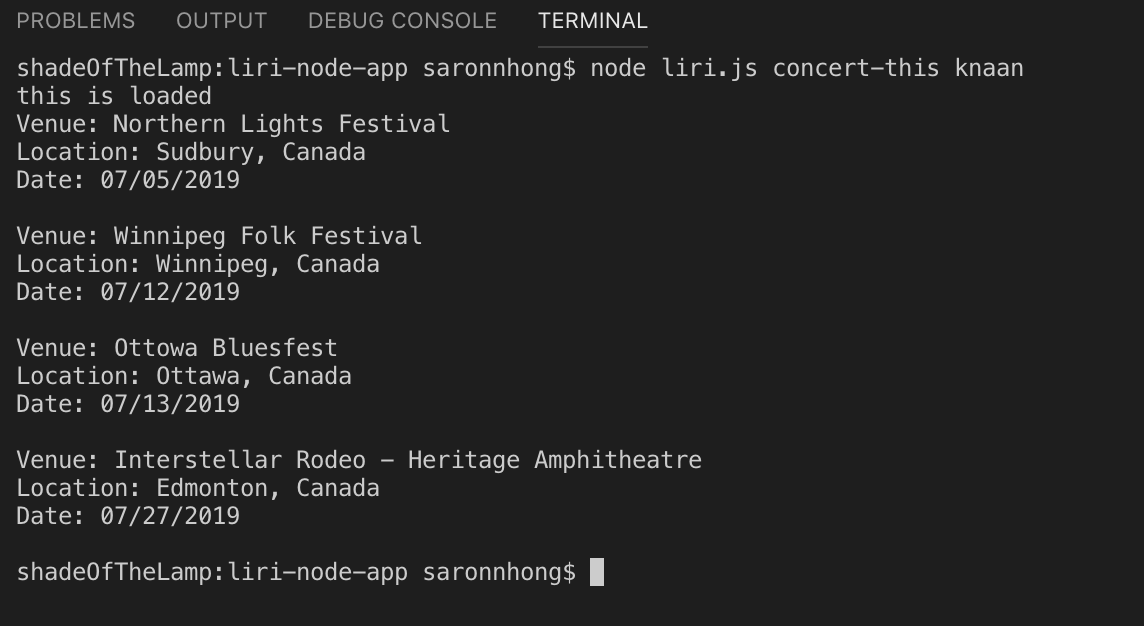 PROBLEMS OUTPUT DEBUG CONSOLE TERMINAL
shadeOfTheLamp:liri-node-app saronnhong$ node liri.js concert-this knaan
this is loaded
Venue: Northern Lights Festival
Location: Sudbury, Canada
Date: 07/05/2019
Venue: Winnipeg Folk Festival
Location: Winnipeg, Canada
Date: 07/12/2019
Venue: Ottowa Bluesfest
Location: Ottawa, Canada
Date: 07/13/2019
Venue: Interstellar Rodeo - Heritage Amphitheatre
Location: Edmonton, Canada
Date: 07/27/2019
shadeOfTheLamp:liri-node-app saronnhong$